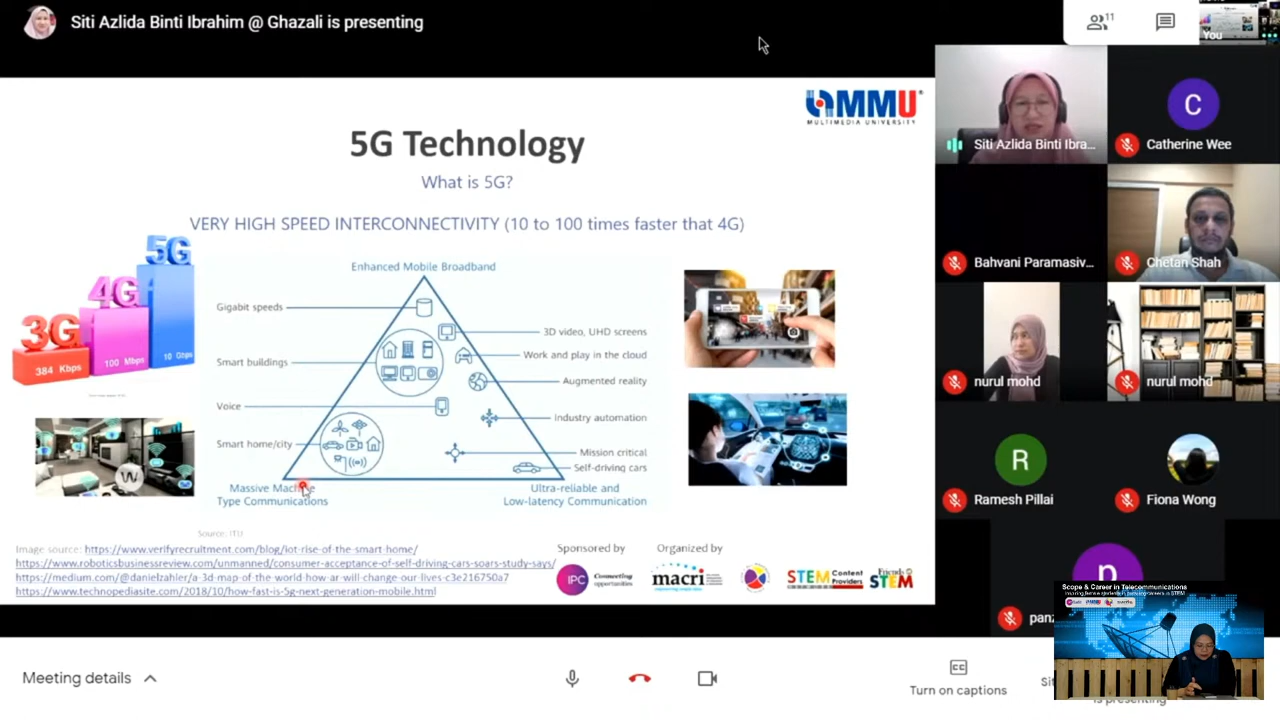 Siti Azlida Binti Ibrahim @ Ghazali is presenting
11
You
MMU
MULTIMEDIA UNIVERSITY
5G Technology
What is 5G?
VERY HIGH SPEED INTERCONNECTIVITY (10 to 100 times faster that 4G)
5G
4G
3G
384 Kbps
100 Mbps
10 Gbps
W
Enhanced Mobile Broadband
Gigabit speeds
3D video, UHD screens
Work and play in the cloud
Smart buildings
Augmented reality
Voice
Industry automation
Smart home/city
Mission critical
Self-driving cars
Massive Machine
Type Communications
Ultra-reliable and
Low-latency Communication
Source: ITU
Image source: https://www.verifyrecruitment.com/blog/iot-rise-of-the-smart-home/
https://www.roboticsbusinessreview.com/unmanned/consumer-acceptance-of-self-driving-cars-soars-study-says/
https://medium.com/@danielzahler/a-3d-map-of-the-world-how-ar-will-change-our-lives-c3e216750a7
https://www.technopediasite.com/2018/10/how-fast-is-5g-next-generation-mobile.html
Sponsored by
Organized by
IPC Connecting
opportunities
macri
STEM Content
Providers
Friends
STEM
Siti Azlida Binti Ibra...
C
Catherine Wee
Bahvani Paramasiv...
Chetan Shah
nurul mohd
nurul mohd
R
Ramesh Pillai
Fiona Wong
p
panz
Scope & Career in Telecommunications
Meeting details
CC
Turn on captions
Sit
is presenting